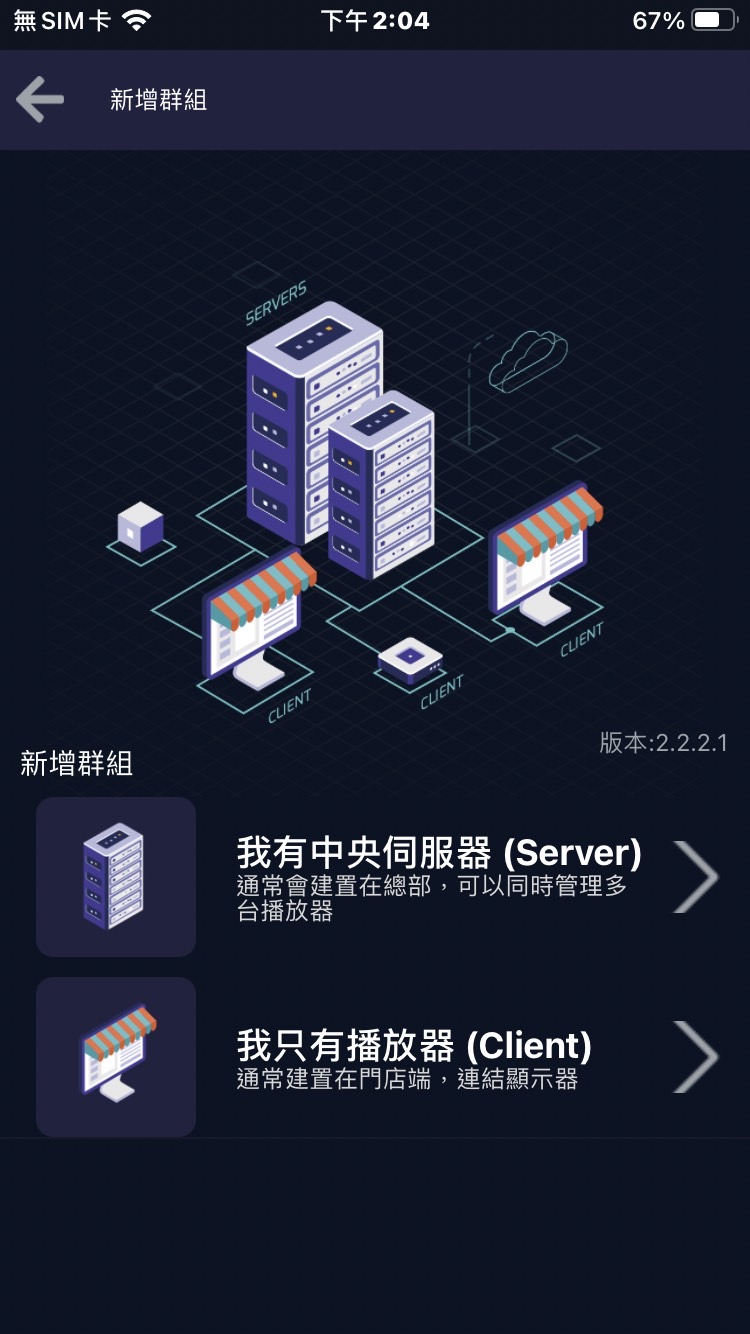 無SIM卡 下午2:04 67%
新增群組
SERVERS
CLIENT
CLIENT
CLIENT
版本:2.2.2.1
新增群組
我有中央伺服器 (Server)
通常會建置在總部，可以同時管理多
台播放器
我只有播放器 (Client)
通常建置在門店端，連結顯示器